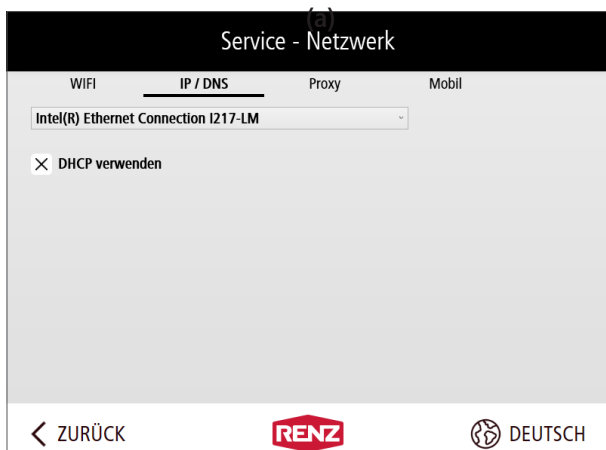 (a)
Service - Netzwerk
WIFI IP / DNS Proxy Mobil
Intel(R) Ethernet Connection I217-LM
DHCP verwenden
ZURÜCK RENZ DEUTSCH